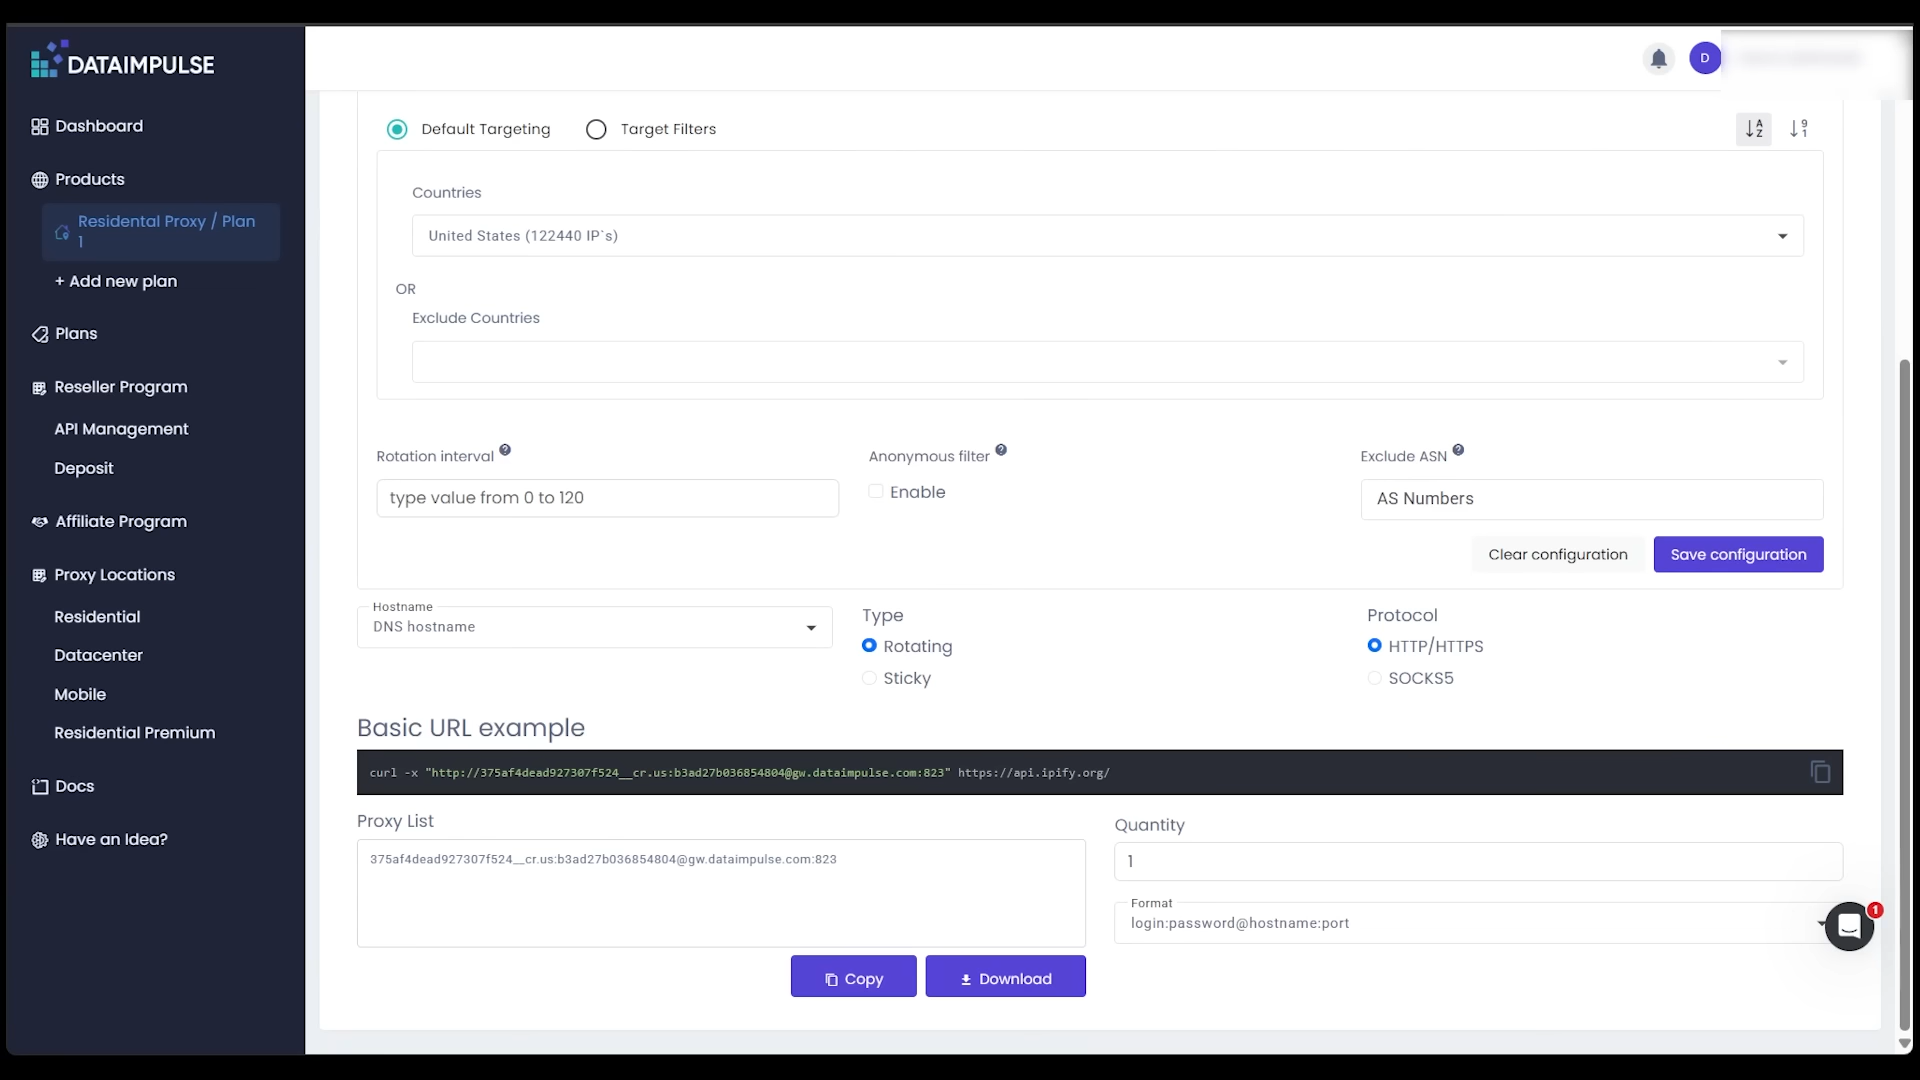 DATAIMPULSE
D
Dashboard
Products
Residental Proxy / Plan
1
+ Add new plan
Plans
Reseller Program
API Management
Deposit
Affiliate Program
Proxy Locations
Residential
Datacenter
Mobile
Residential Premium
Docs
Have an Idea?
Default Targeting
Target Filters
A
Z
9
1
Countries
United States (122440 IP`s)
OR
Exclude Countries
Rotation interval ?
type value from 0 to 120
Anonymous filter ?
Enable
Exclude ASN ?
AS Numbers
Clear configuration
Save configuration
Hostname
DNS hostname
Type
Rotating
Sticky
Protocol
HTTP/HTTPS
SOCKS5
Basic URL example
curl -x "http://375af4dead927307f524__cr.us:b3ad27b036854804@gw.dataimpulse.com:823" https://api.ipify.org/
Proxy List
375af4dead927307f524__cr.us:b3ad27b036854804@gw.dataimpulse.com:823
Copy
Download
Quantity
1
Format
login:password@hostname:port
1